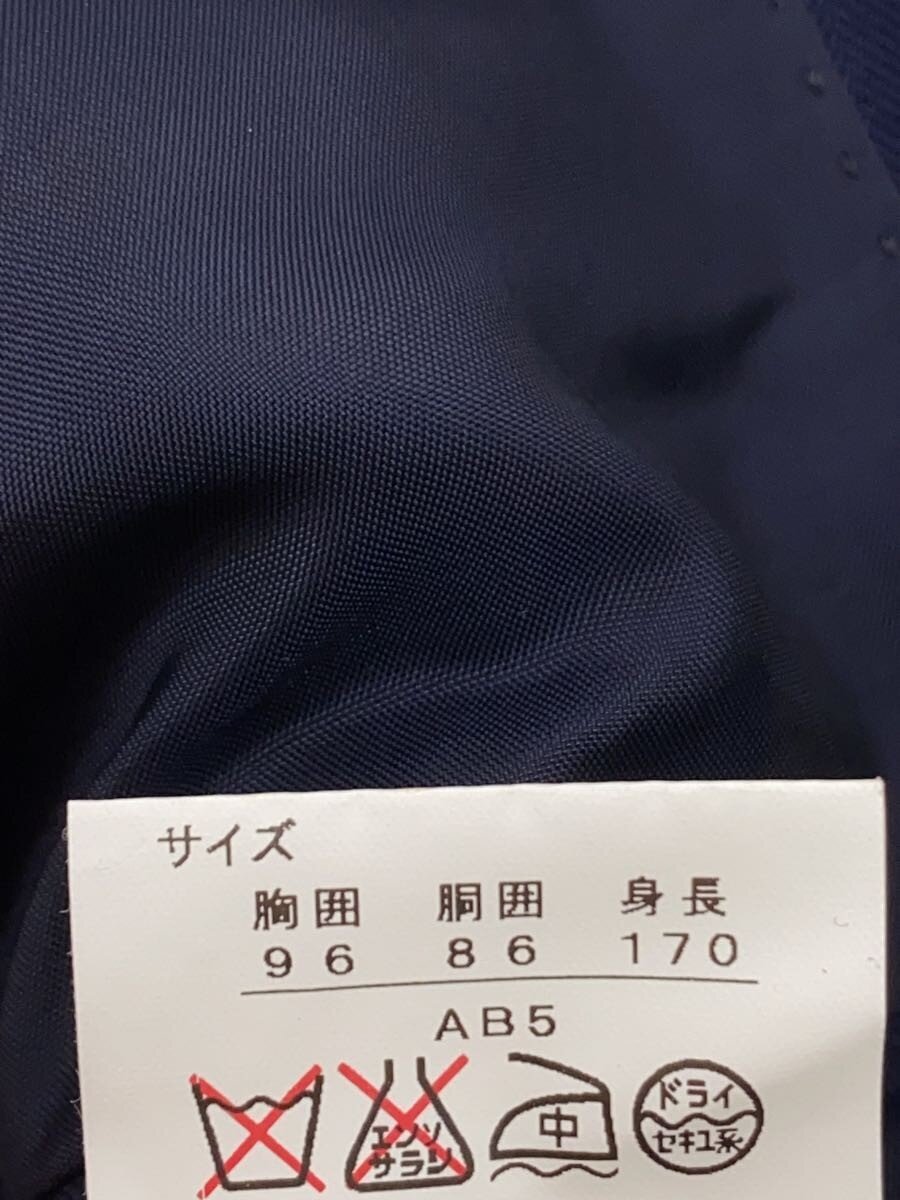 サイズ
胸囲 胴囲 身長
96 86 170
AB5
エンソ サラシ 中 ドライ セキユ系